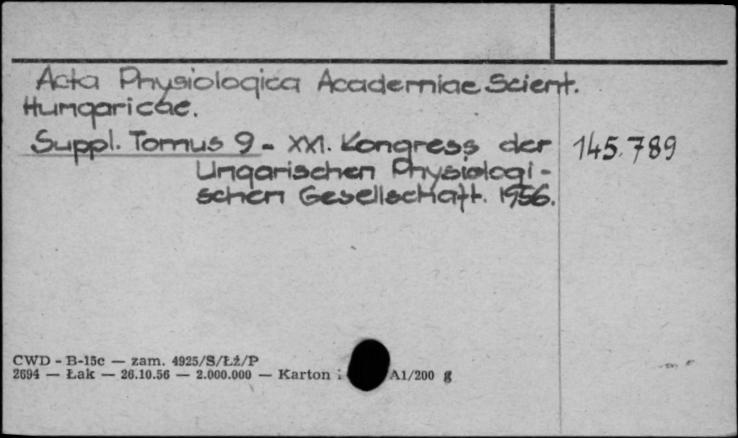 Acta Physiologica Academiae Scient.
Hungaricae.
Suppl. Tomus 9 - XXI. Kongress der 145.789
Ungarischen Physiologi-
schen Gesellschaft. 1956.
CWD - B-15c — zam. 4925/S/Łż/P
2694 — Łak — 26.10.56 — 2.000.000 — Karton A1/200 g